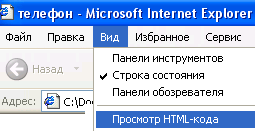 телефон - Microsoft Internet Explorer
Файл Правка Вид Избранное Сервис
Панели инструментов
Назад
Строка состояния
Панели обозревателя
Адрес: C:\Do
Просмотр HTML-кода